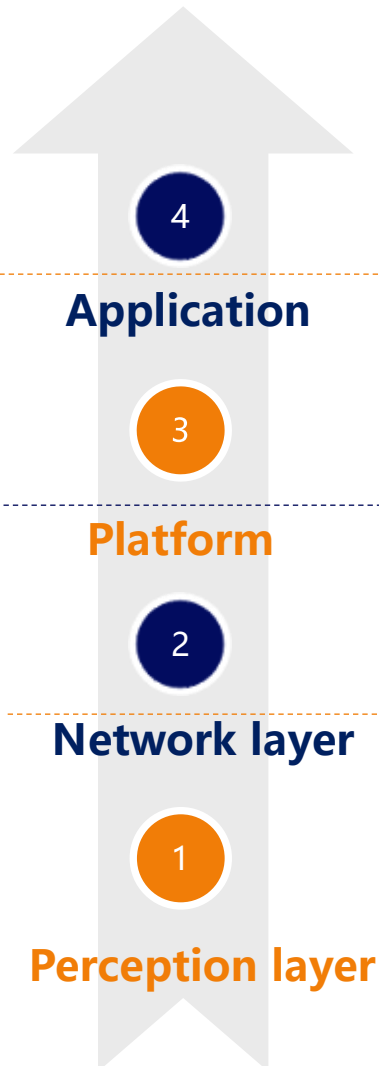 4
Application
3
Platform
2
Network layer
1
Perception layer